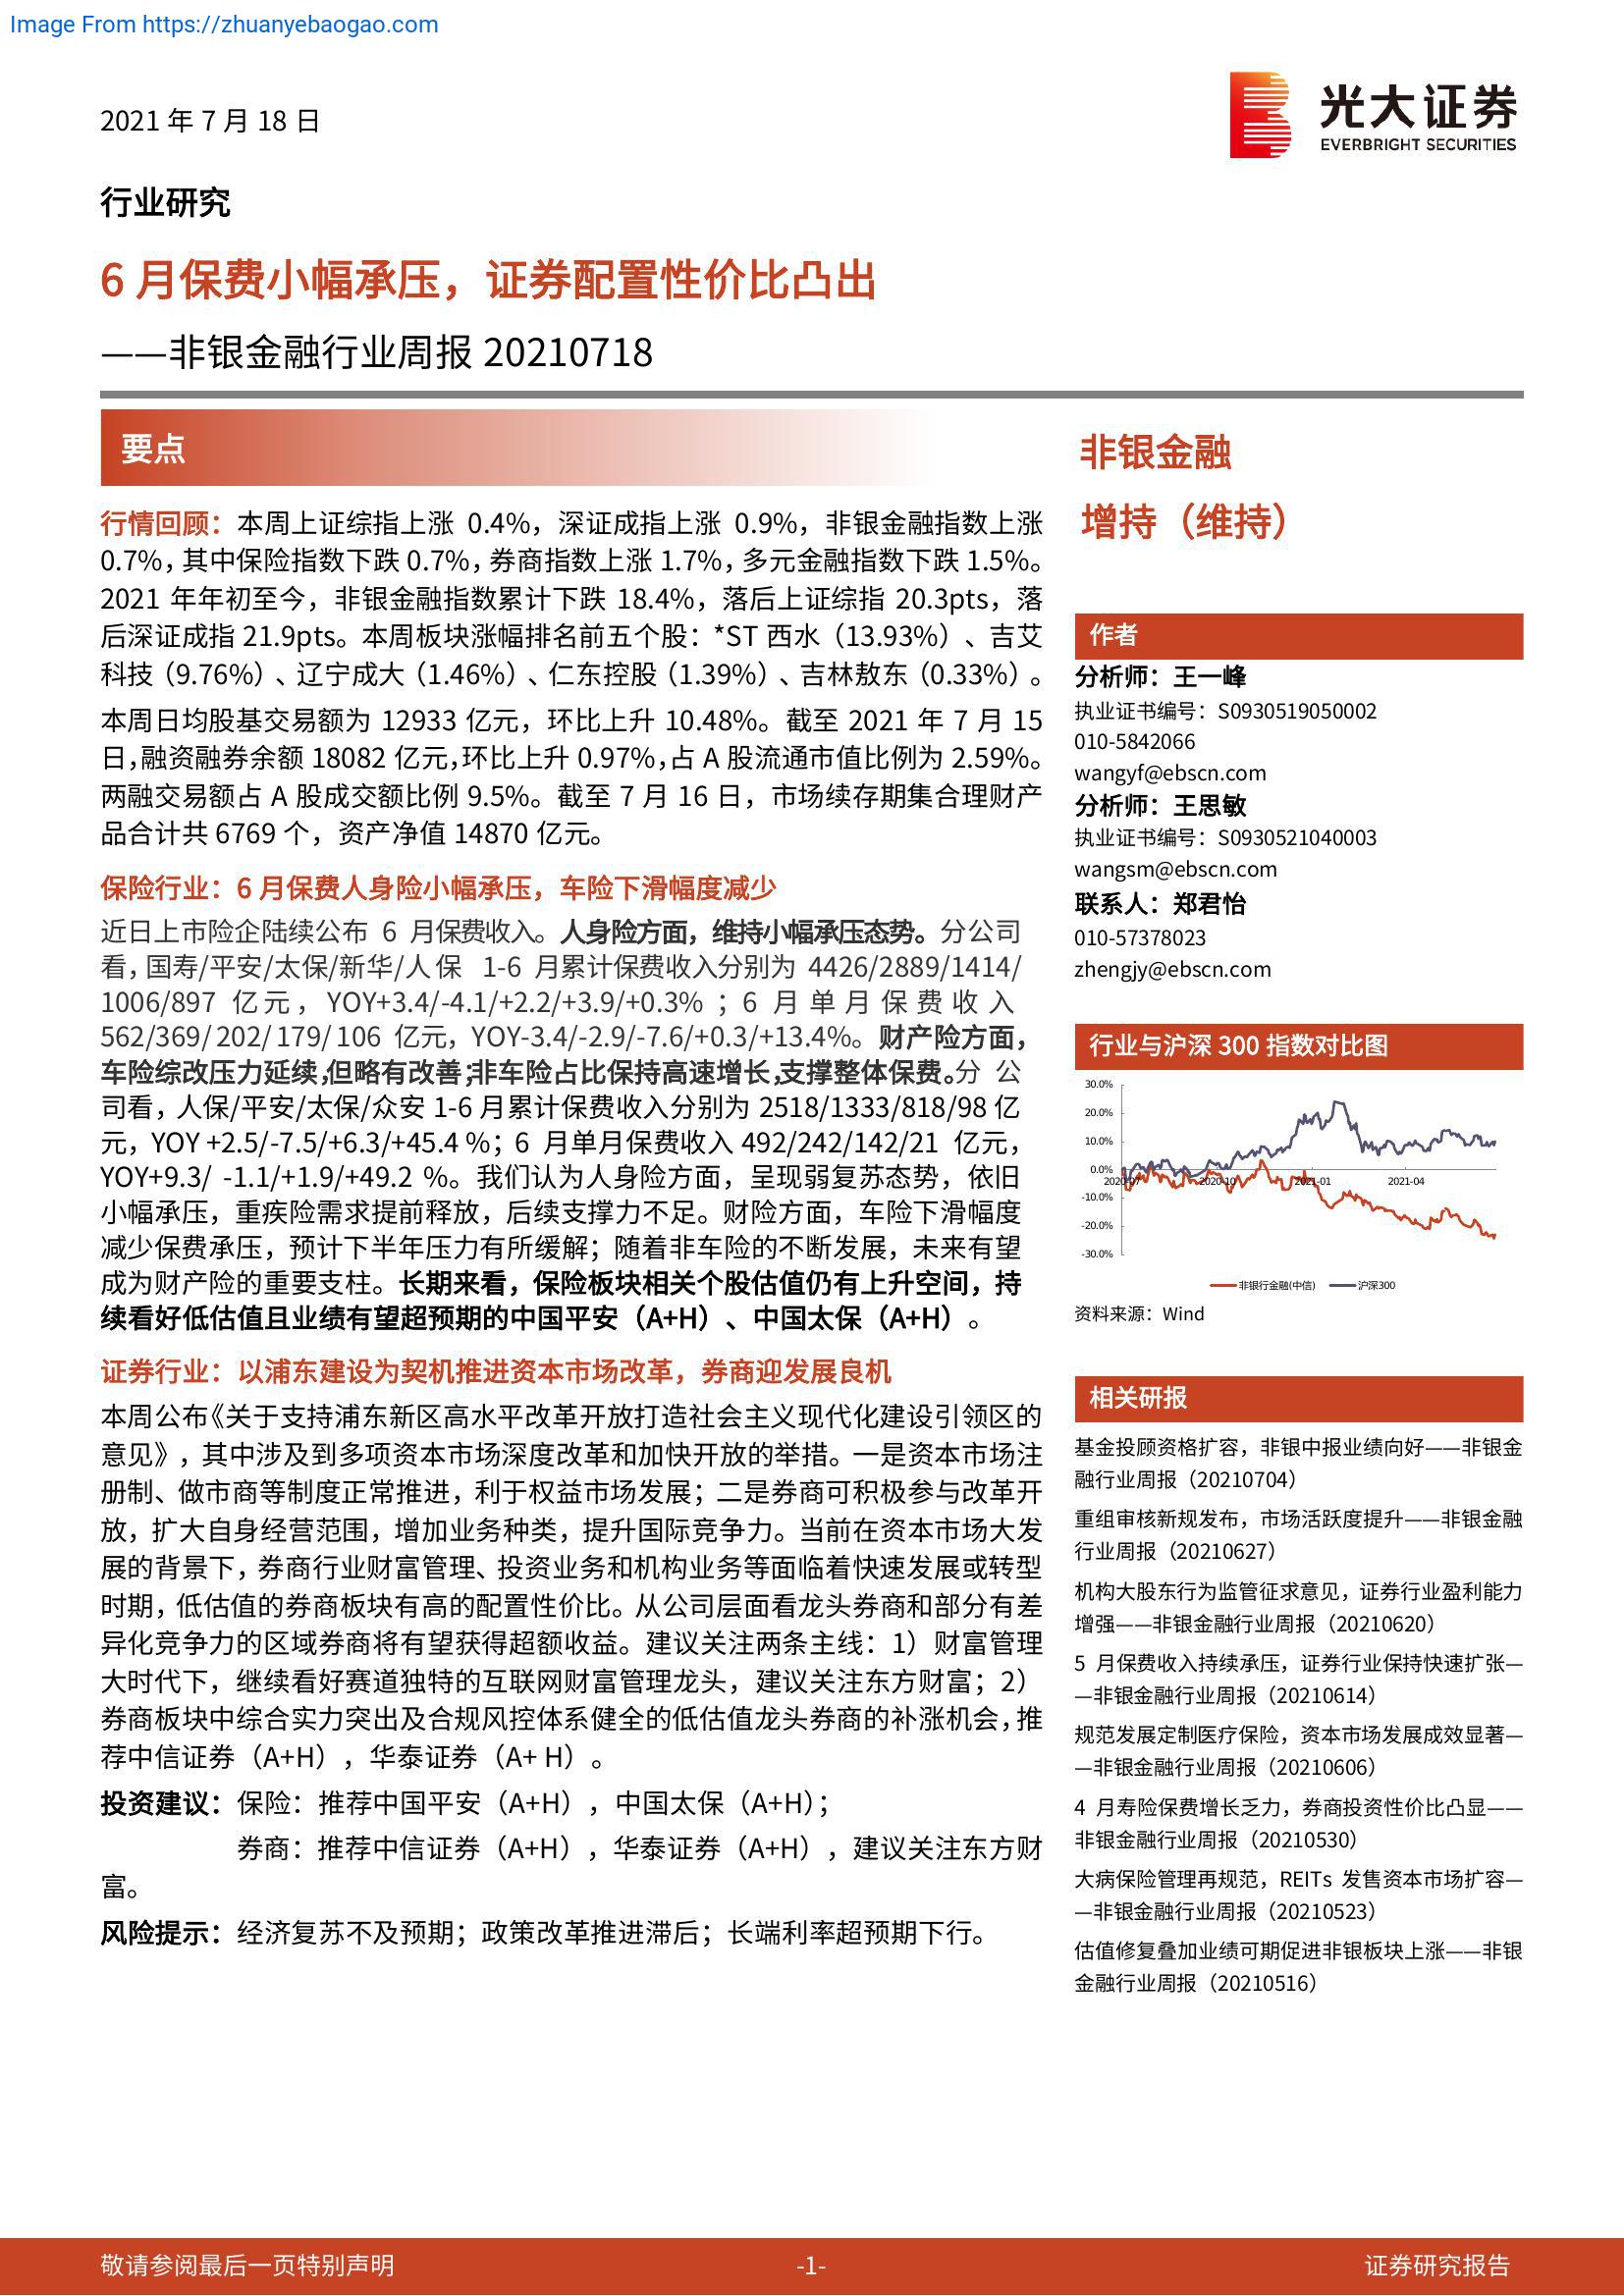 Image From https://zhuanyebaogao.com
2021 年 7 月 18 日
光大证券
EVERBRIGHT SECURITIES
行业研究
6 月保费小幅承压，证券配置性价比凸出
——非银金融行业周报 20210718
要点
行情回顾：本周上证综指上涨 0.4%，深证成指上涨 0.9%，非银金融指数上涨
0.7%，其中保险指数下跌 0.7%，券商指数上涨 1.7%，多元金融指数下跌 1.5%。
2021 年年初至今，非银金融指数累计下跌 18.4%，落后上证综指 20.3pts，落
后深证成指 21.9pts。本周板块涨幅排名前五个股：*ST 西水（13.93%）、吉艾
科技（9.76%）、辽宁成大（1.46%）、仁东控股（1.39%）、吉林敖东（0.33%）。
本周日均股基交易额为 12933 亿元，环比上升 10.48%。截至 2021 年 7 月 15
日，融资融券余额 18082 亿元，环比上升 0.97%，占 A 股流通市值比例为 2.59%。
两融交易额占 A 股成交额比例 9.5%。截至 7 月 16 日，市场续存期集合理财产
品合计共 6769 个，资产净值 14870 亿元。
保险行业：6 月保费人身险小幅承压，车险下滑幅度减少
近日上市险企陆续公布 6 月保费收入。人身险方面，维持小幅承压态势。分公司
看，国寿/平安/太保/新华/人保 1-6 月累计保费收入分别为 4426/2889/1414/
1006/897 亿元，YOY+3.4/-4.1/+2.2/+3.9/+0.3%；6 月单月保费收入
562/369/ 202/ 179/ 106 亿元，YOY-3.4/-2.9/-7.6/+0.3/+13.4%。财产险方面，
车险综改压力延续,但略有改善;非车险占比保持高速增长,支撑整体保费。分 公
司看，人保/平安/太保/众安 1-6 月累计保费收入分别为 2518/1333/818/98 亿
元，YOY +2.5/-7.5/+6.3/+45.4 %；6 月单月保费收入 492/242/142/21 亿元，
YOY+9.3/ -1.1/+1.9/+49.2 %。我们认为人身险方面，呈现弱复苏态势，依旧
小幅承压，重疾险需求提前释放，后续支撑力不足。财险方面，车险下滑幅度
减少保费承压，预计下半年压力有所缓解；随着非车险的不断发展，未来有望
成为财产险的重要支柱。长期来看，保险板块相关个股估值仍有上升空间，持
续看好低估值且业绩有望超预期的中国平安（A+H）、中国太保（A+H）。
证券行业：以浦东建设为契机推进资本市场改革，券商迎发展良机
本周公布《关于支持浦东新区高水平改革开放打造社会主义现代化建设引领区的
意见》，其中涉及到多项资本市场深度改革和加快开放的举措。一是资本市场注
册制、做市商等制度正常推进，利于权益市场发展；二是券商可积极参与改革开
放，扩大自身经营范围，增加业务种类，提升国际竞争力。当前在资本市场大发
展的背景下，券商行业财富管理、投资业务和机构业务等面临着快速发展或转型
时期，低估值的券商板块有高的配置性价比。从公司层面看龙头券商和部分有差
异化竞争力的区域券商将有望获得超额收益。建议关注两条主线：1）财富管理
大时代下，继续看好赛道独特的互联网财富管理龙头，建议关注东方财富；2）
券商板块中综合实力突出及合规风控体系健全的低估值龙头券商的补涨机会，推
荐中信证券（A+H），华泰证券（A+ H）。
投资建议：保险：推荐中国平安（A+H），中国太保（A+H）；
券商：推荐中信证券（A+H），华泰证券（A+H），建议关注东方财
富。
风险提示：经济复苏不及预期；政策改革推进滞后；长端利率超预期下行。
非银金融
增持（维持）
作者
分析师：王一峰
执业证书编号：S0930519050002
010-5842066
wangyf@ebscn.com
分析师：王思敏
执业证书编号：S0930521040003
wangsm@ebscn.com
联系人：郑君怡
010-57378023
zhengjy@ebscn.com
行业与沪深 300 指数对比图
30.0%
20.0%
10.0%
0.0%
2020-07 2020-10 2021-01 2021-04
-10.0%
-20.0%
-30.0%
非银行金融(中信) 沪深300
资料来源：Wind
相关研报
基金投顾资格扩容，非银中报业绩向好——非银金
融行业周报（20210704）
重组审核新规发布，市场活跃度提升——非银金融
行业周报（20210627）
机构大股东行为监管征求意见，证券行业盈利能力
增强——非银金融行业周报（20210620）
5 月保费收入持续承压，证券行业保持快速扩张—
—非银金融行业周报（20210614）
规范发展定制医疗保险，资本市场发展成效显著—
—非银金融行业周报（20210606）
4 月寿险保费增长乏力，券商投资性价比凸显——
非银金融行业周报（20210530）
大病保险管理再规范，REITs 发售资本市场扩容—
—非银金融行业周报（20210523）
估值修复叠加业绩可期促进非银板块上涨——非银
金融行业周报（20210516）
敬请参阅最后一页特别声明
-1-
证券研究报告